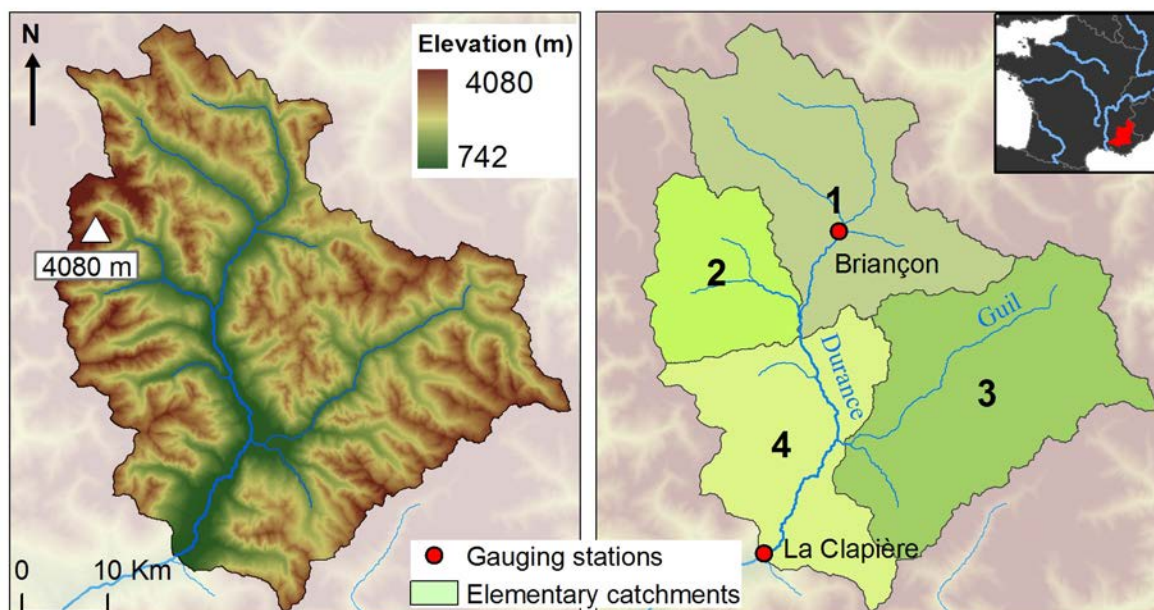 N
Elevation (m)
4080
742
4080 m
0 10 Km
1
Briançon
2
Guil
Durance
3
4
La Clapière
Gauging stations
Elementary catchments